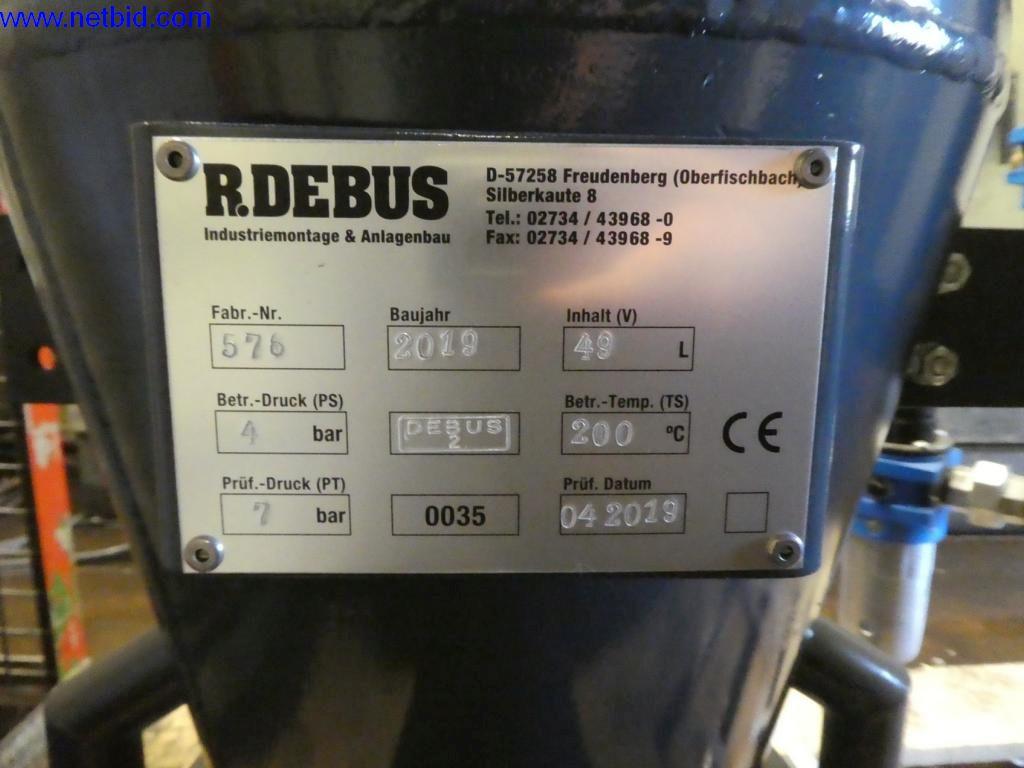 www.netbid.com
R.DEBUS
Industriemontage & Anlagenbau
D-57258 Freudenberg (Oberfischbach)
Silberkaute 8
Tel.: 02734 / 43968 -0
Fax: 02734 / 43968 -9
Fabr.-Nr. Baujahr Inhalt (V)
576 2019 49 L
Betr.-Druck (PS) Betr.-Temp. (TS)
4 bar DEBUS 200 ºC CE
2
Prüf.-Druck (PT) Prüf. Datum
7 bar 0035 04 2019